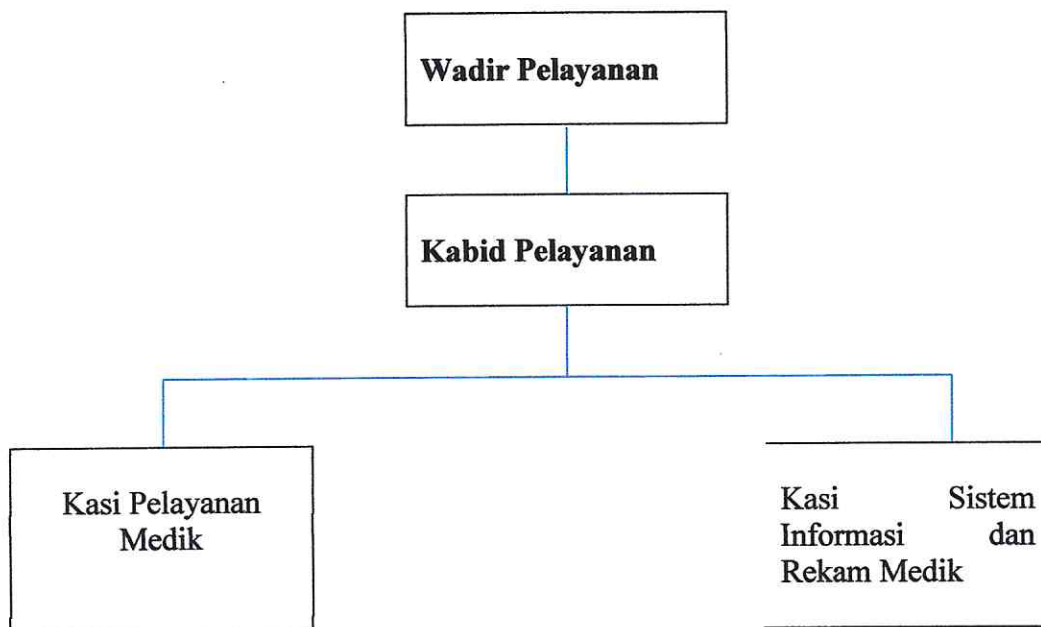 Wadir Pelayanan
Kabid Pelayanan
Kasi Pelayanan
Medik
Kasi Sistem
Informasi dan
Rekam Medik